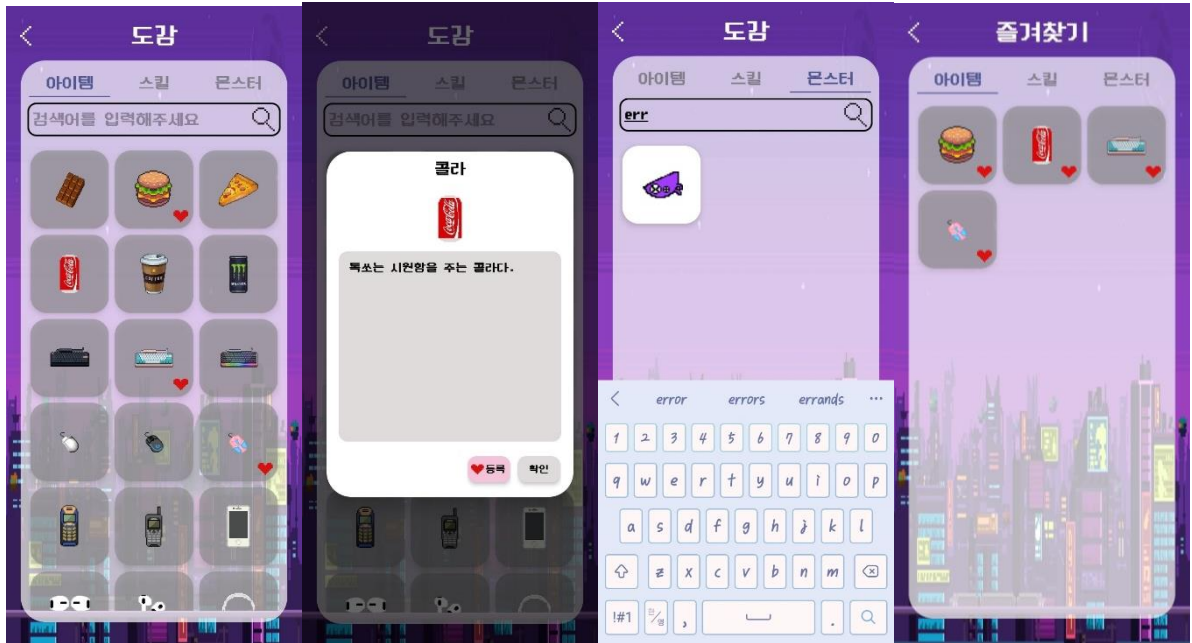 도감
아이템 스킬 몬스터
검색어를 입력해주세요
도감
아이템 스킬 몬스터
검색어를 입력해주세요
콜라
톡쏘는 시원함을 주는 콜라다.
등록 확인
도감
아이템 스킬 몬스터
err
error errors errands ...
1 2 3 4 5 6 7 8 9 0
q w e r t y u i o p
a s d f g h j k l
z x c v b n m
!#1 한/영 , .
즐겨찾기
아이템 스킬 몬스터